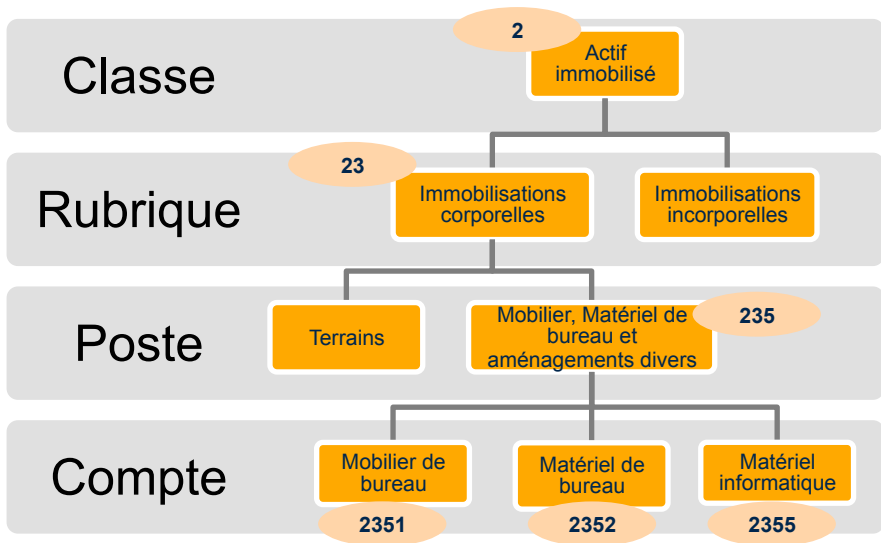 2
Classe
Actif
immobilisé
23
Rubrique
Immobilisations
corporelles
Immobilisations
incorporelles
Poste
Terrains
Mobilier, Matériel de
bureau et
aménagements divers
235
Compte
Mobilier de
bureau
Matériel de
bureau
Matériel
informatique
2351
2352
2355